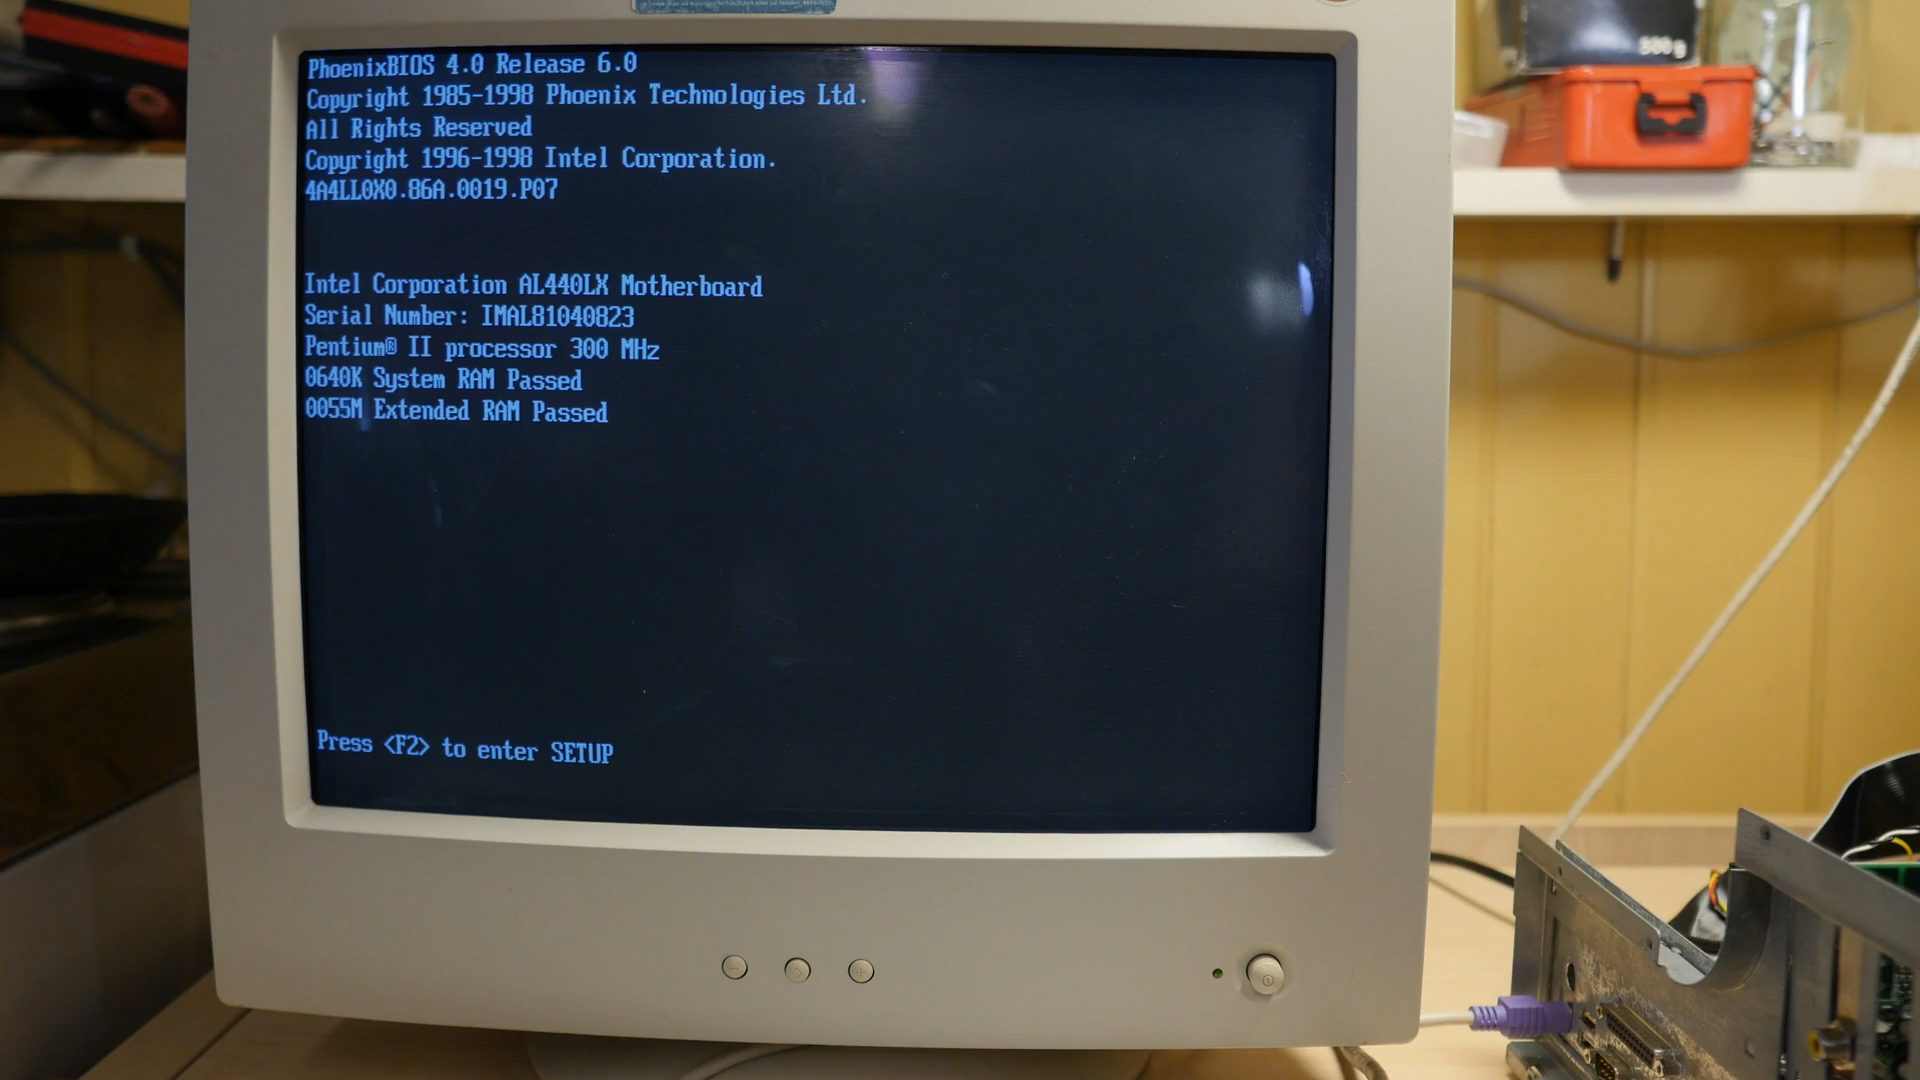 PhoenixBIOS 4.0 Release 6.0
Copyright 1985-1998 Phoenix Technologies Ltd.
All Rights Reserved
Copyright 1996-1998 Intel Corporation.
4A4LL0X0.86A.0019.P07
Intel Corporation AL440LX Motherboard
Serial Number: IMAL81040823
Pentium® II processor 300 MHz
0640K System RAM Passed
0055M Extended RAM Passed
Press <F2> to enter SETUP
500g